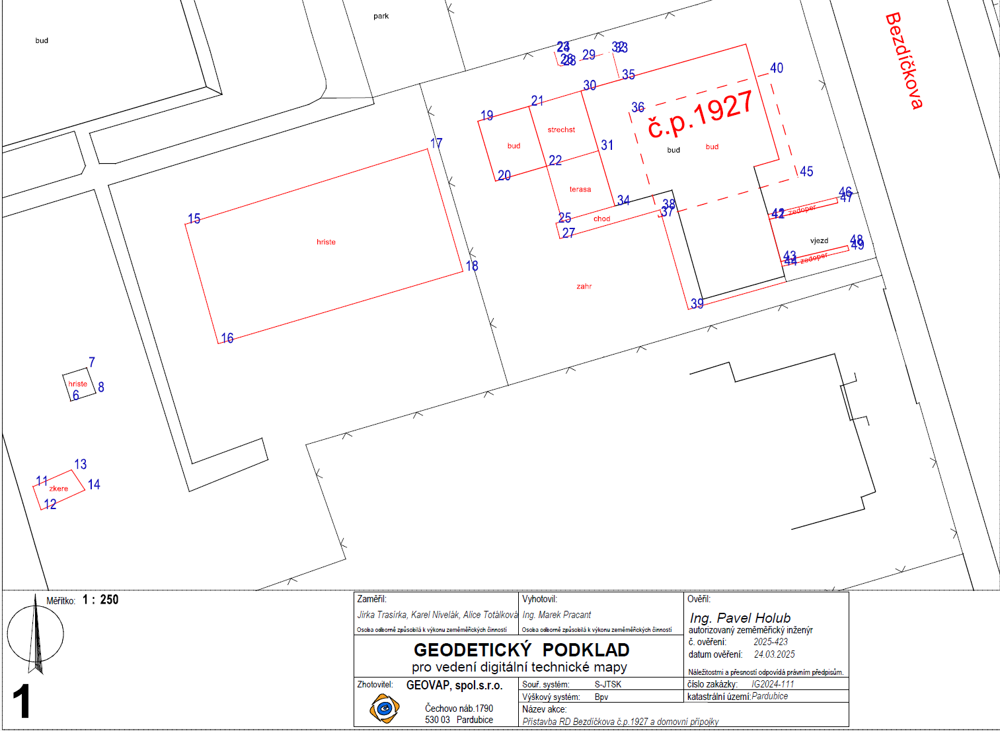 park
bud
Bezdíčkova
24
32
33
28
29
40
35
30
21
36
č.p.1927
19
strechst
17
bud
31
bud
bud
22
45
20
terasa
46
47
34
38
37
zedoper
42
15
25
chod
27
vjezd
48
49
hriste
43
44
zedoper
18
zahr
39
16
7
hriste
8
6
13
11
14
zkere
12
Měřítko: 1 : 250
1
Zaměřil:
Jirka Trasírka, Karel Nivelák, Alice Totálková
Osoba odborně způsobilá k výkonu zeměměřických činností
Vyhotovil:
Ing. Marek Pracant
Osoba odborně způsobilá k výkonu zeměměřických činností
Ověřil:
Ing. Pavel Holub
autorizovaný zeměměřický inženýr
č. ověření: 2025-423
datum ověření: 24.03.2025
Náležitostmi a přesností odpovídá právním předpisům.
GEODETICKÝ PODKLAD
pro vedení digitální technické mapy
Zhotovitel: GEOVAP, spol.s.r.o.
Čechovo náb.1790
530 03 Pardubice
Souř. systém: S-JTSK
Výškový systém: Bpv
číslo zakázky: IG2024-111
katastrální území: Pardubice
Název akce:
Přístavba RD Bezdíčkova č.p.1927 a domovní přípojky